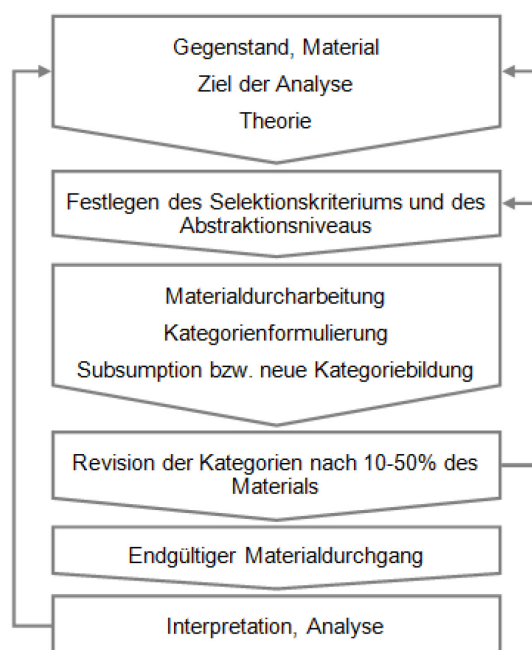 Gegenstand, Material
Ziel der Analyse
Theorie
Festlegen des Selektionskriteriums und des
Abstraktionsniveaus
Materialdurcharbeitung
Kategorienformulierung
Subsumption bzw. neue Kategoriebildung
Revision der Kategorien nach 10-50% des
Materials
Endgültiger Materialdurchgang
Interpretation, Analyse